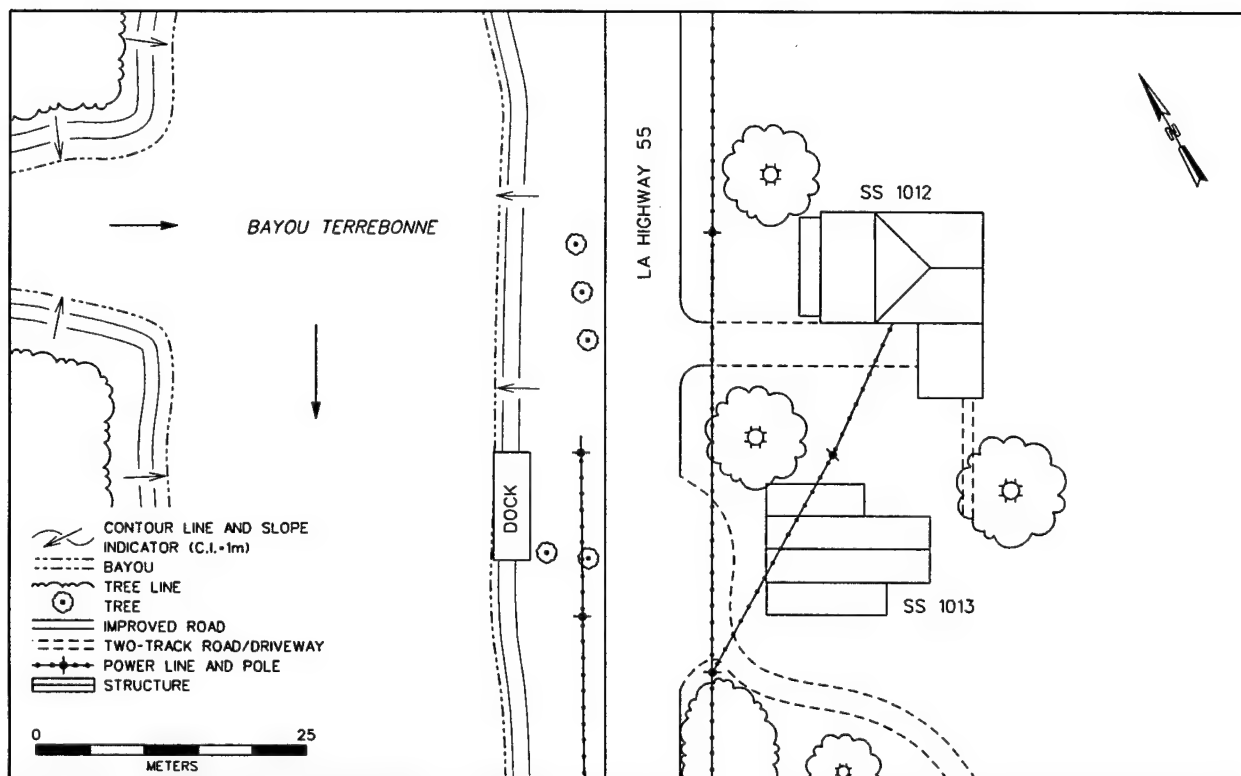 BAYOU TERREBONNE
LA HIGHWAY 55
N
SS 1012
DOCK
SS 1013
CONTOUR LINE AND SLOPE
INDICATOR (C.I.=1m)
BAYOU
TREE LINE
TREE
IMPROVED ROAD
TWO-TRACK ROAD/DRIVEWAY
POWER LINE AND POLE
STRUCTURE
0 25
METERS